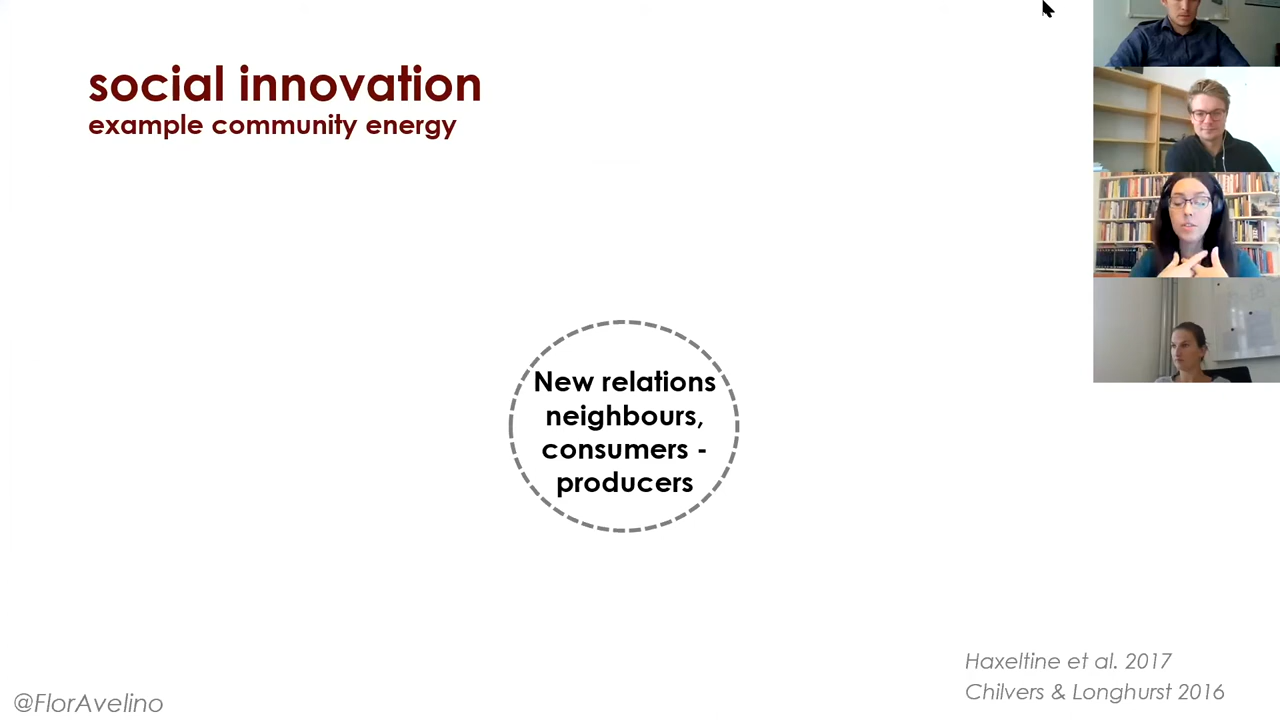 social innovation
example community energy
New relations
neighbours,
consumers -
producers
Haxeltine et al. 2017
Chilvers & Longhurst 2016
@FlorAvelino